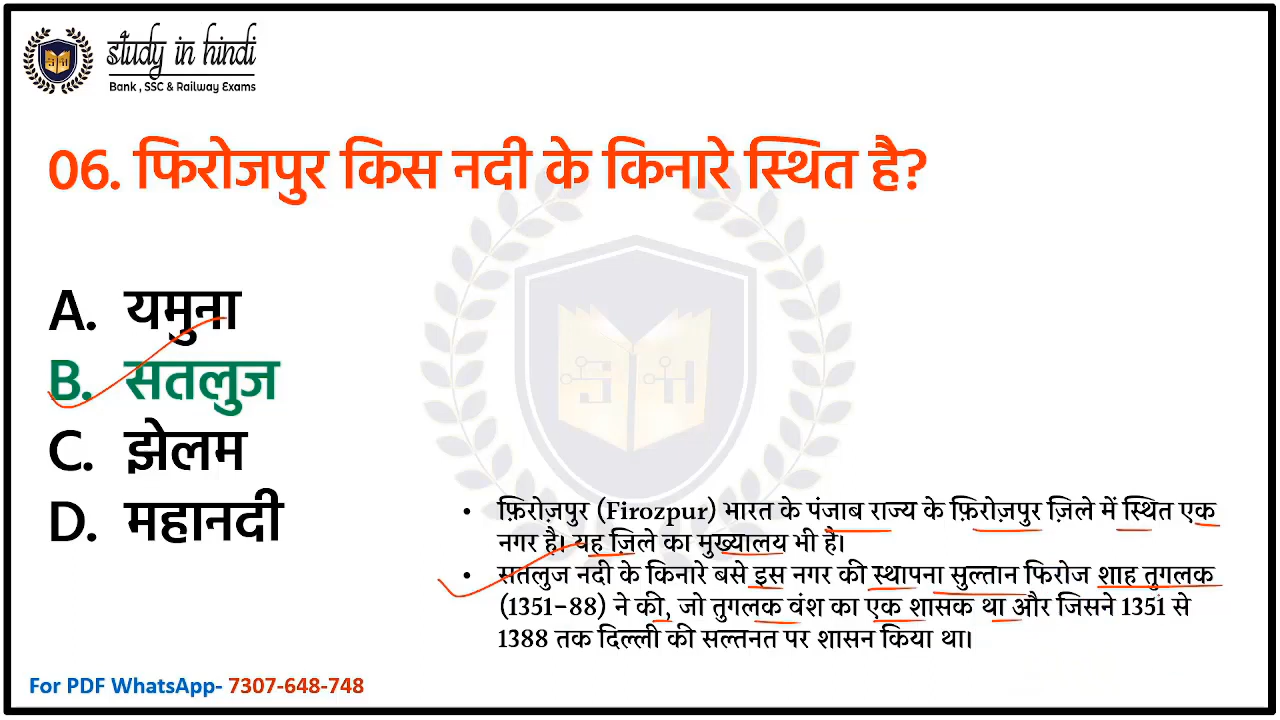 Study in hindi
Bank , SSC & Railway Exams
06. फिरोजपुर किस नदी के किनारे स्थित है?
A. यमुना
B. सतलुज
C. झेलम
D. महानदी
SH
• फ़िरोज़पुर (Firozpur) भारत के पंजाब राज्य के फ़िरोज़पुर ज़िले में स्थित एक
नगर है। यह ज़िले का मुख्यालय भी है।
• सतलुज नदी के किनारे बसे इस नगर की स्थापना सुल्तान फिरोज शाह तुगलक
(1351-88) ने की, जो तुगलक वंश का एक शासक था और जिसने 1351 से
1388 तक दिल्ली की सल्तनत पर शासन किया था।
For PDF WhatsApp- 7307-648-748